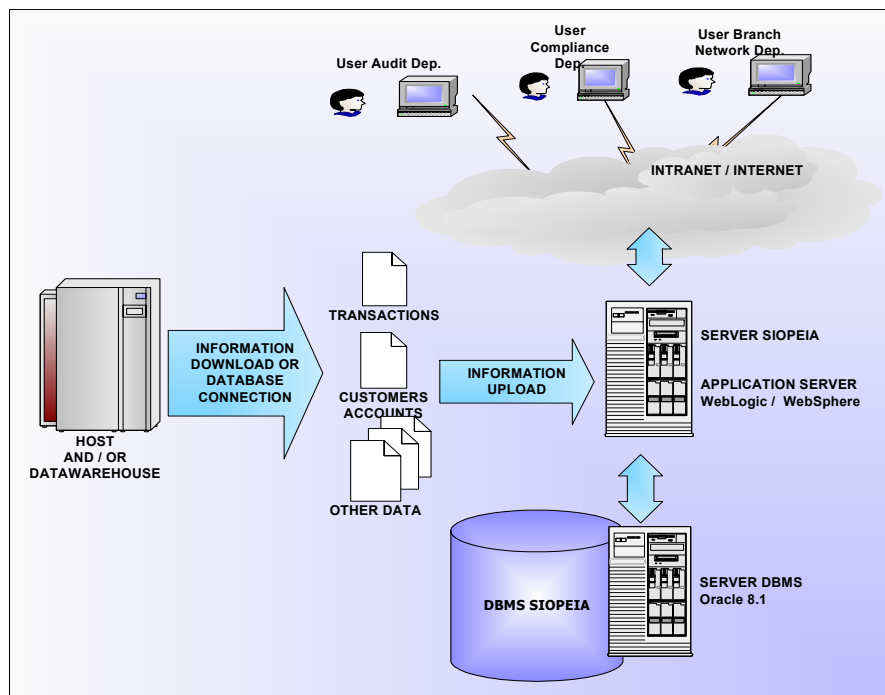 User Audit Dep.
User
Compliance
Dep.
User Branch
Network Dep.
INTRANET / INTERNET
TRANSACTIONS
INFORMATION
DOWNLOAD OR
DATABASE
CONNECTION
CUSTOMERS
ACCOUNTS
INFORMATION
UPLOAD
SERVER SIOPEIA
APPLICATION SERVER
WebLogic / WebSphere
HOST
AND / OR
DATAWAREHOUSE
OTHER DATA
DBMS SIOPEIA
SERVER DBMS
Oracle 8.1